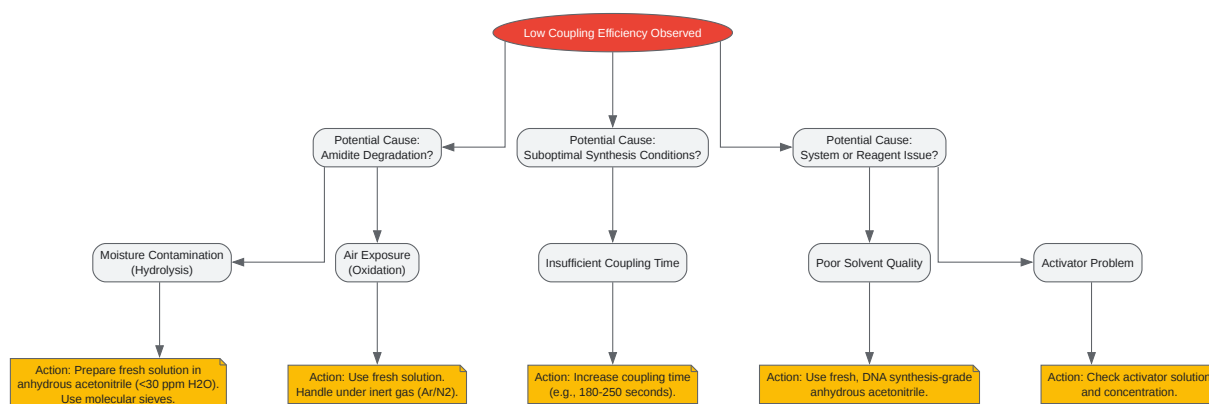 Low Coupling Efficiency Observed
Potential Cause:
Amidite Degradation?
Potential Cause:
Suboptimal Synthesis Conditions?
Potential Cause:
System or Reagent Issue?
Moisture Contamination
(Hydrolysis)
Air Exposure
(Oxidation)
Insufficient Coupling Time
Poor Solvent Quality
Activator Problem
Action: Prepare fresh solution in
anhydrous acetonitrile (<30 ppm H2O).
Use molecular sieves.
Action: Use fresh solution.
Handle under inert gas (Ar/N2).
Action: Increase coupling time
(e.g., 180-250 seconds).
Action: Use fresh, DNA synthesis-grade
anhydrous acetonitrile.
Action: Check activator solution
and concentration.